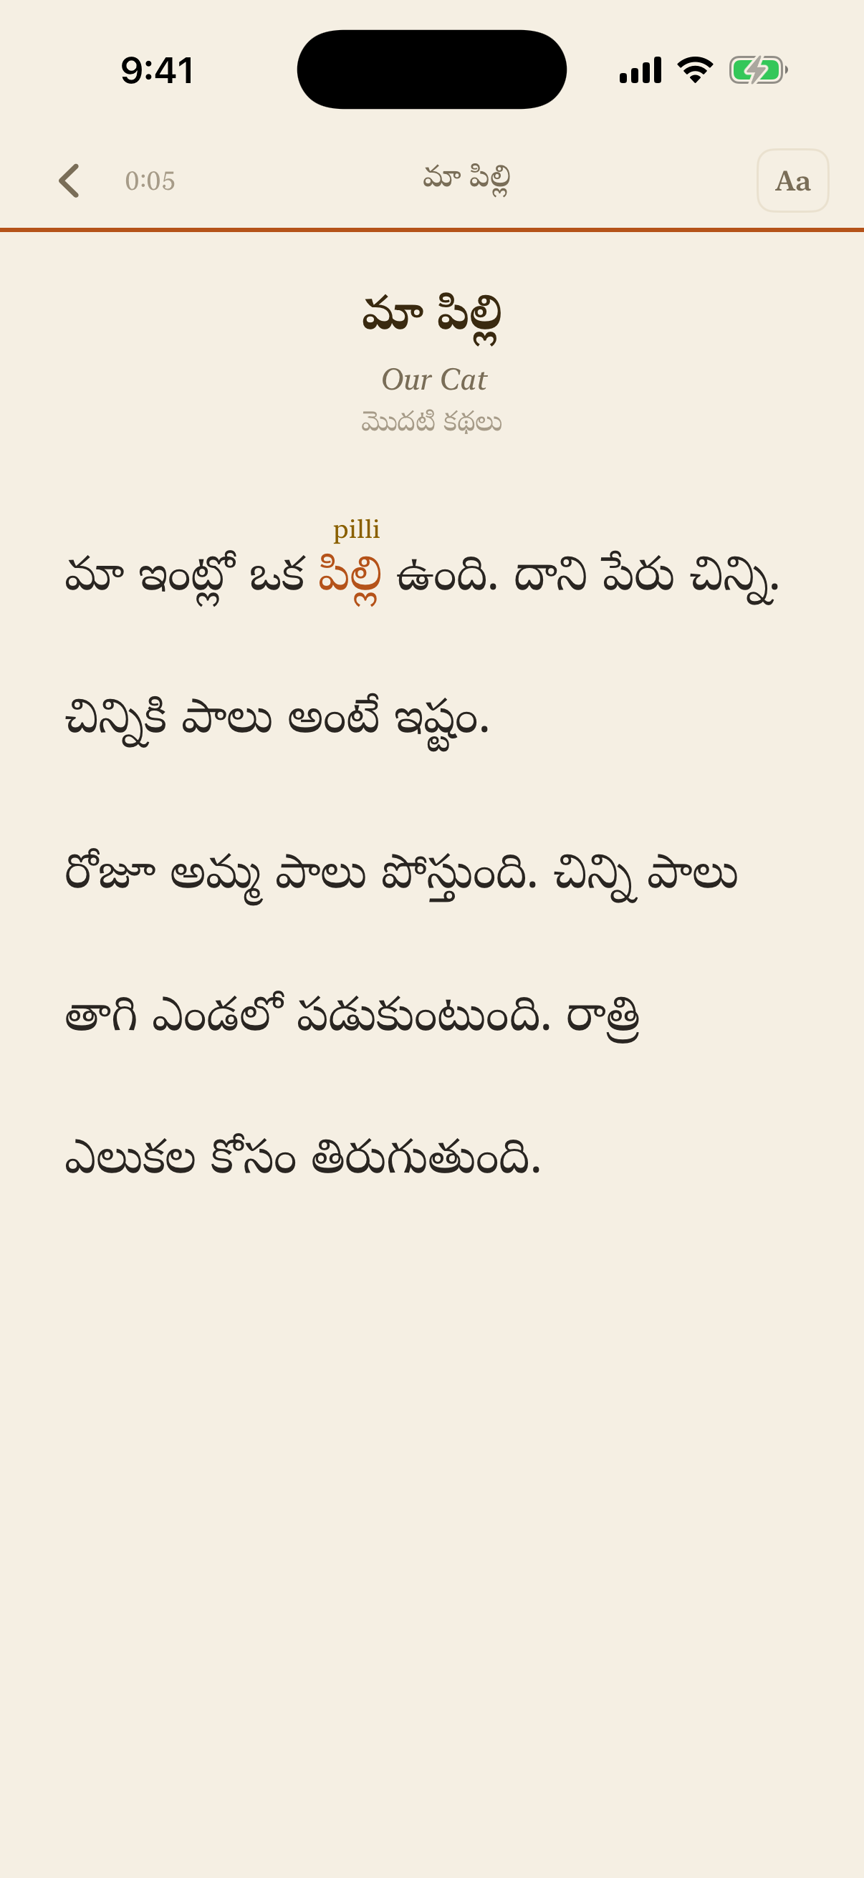 9:41
0:05 మా పిల్లి Aa
మా పిల్లి
Our Cat
మొదటి కథలు
pilli
మా ఇంట్లో ఒక పిల్లి ఉంది. దాని పేరు చిన్ని.
చిన్నికి పాలు అంటే ఇష్టం.
రోజూ అమ్మ పాలు పోస్తుంది. చిన్ని పాలు
తాగి ఎండలో పడుకుంటుంది. రాత్రి
ఎలుకల కోసం తిరుగుతుంది.